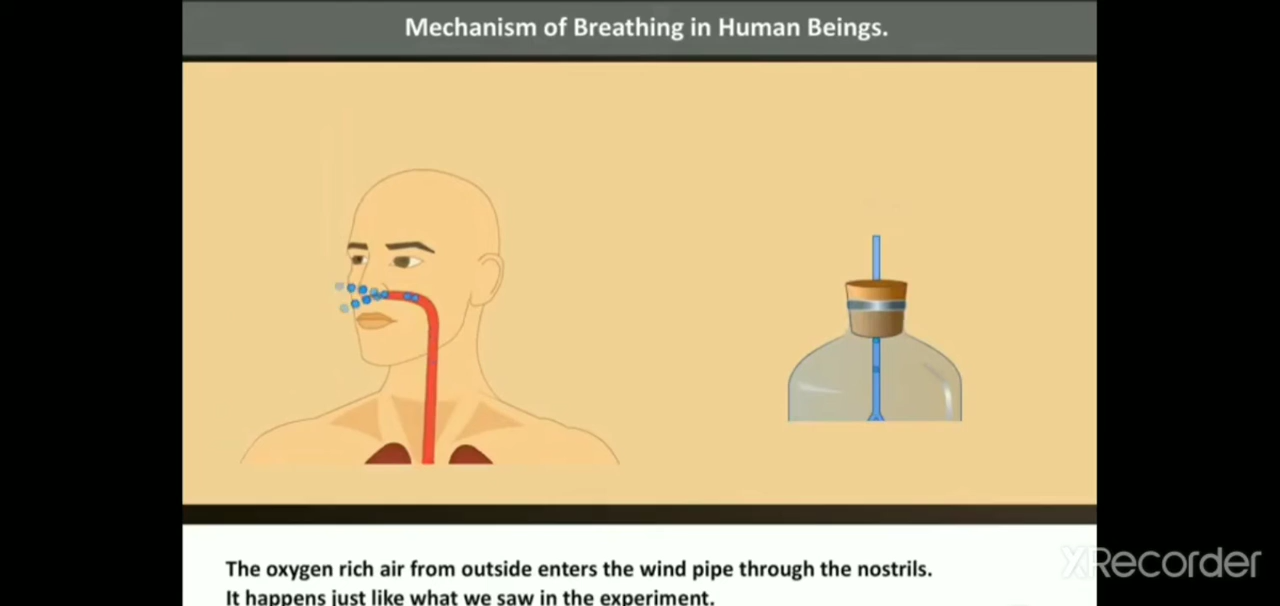 Mechanism of Breathing in Human Beings.
The oxygen rich air from outside enters the wind pipe through the nostrils.
It happens just like what we saw in the experiment.
XRecorder